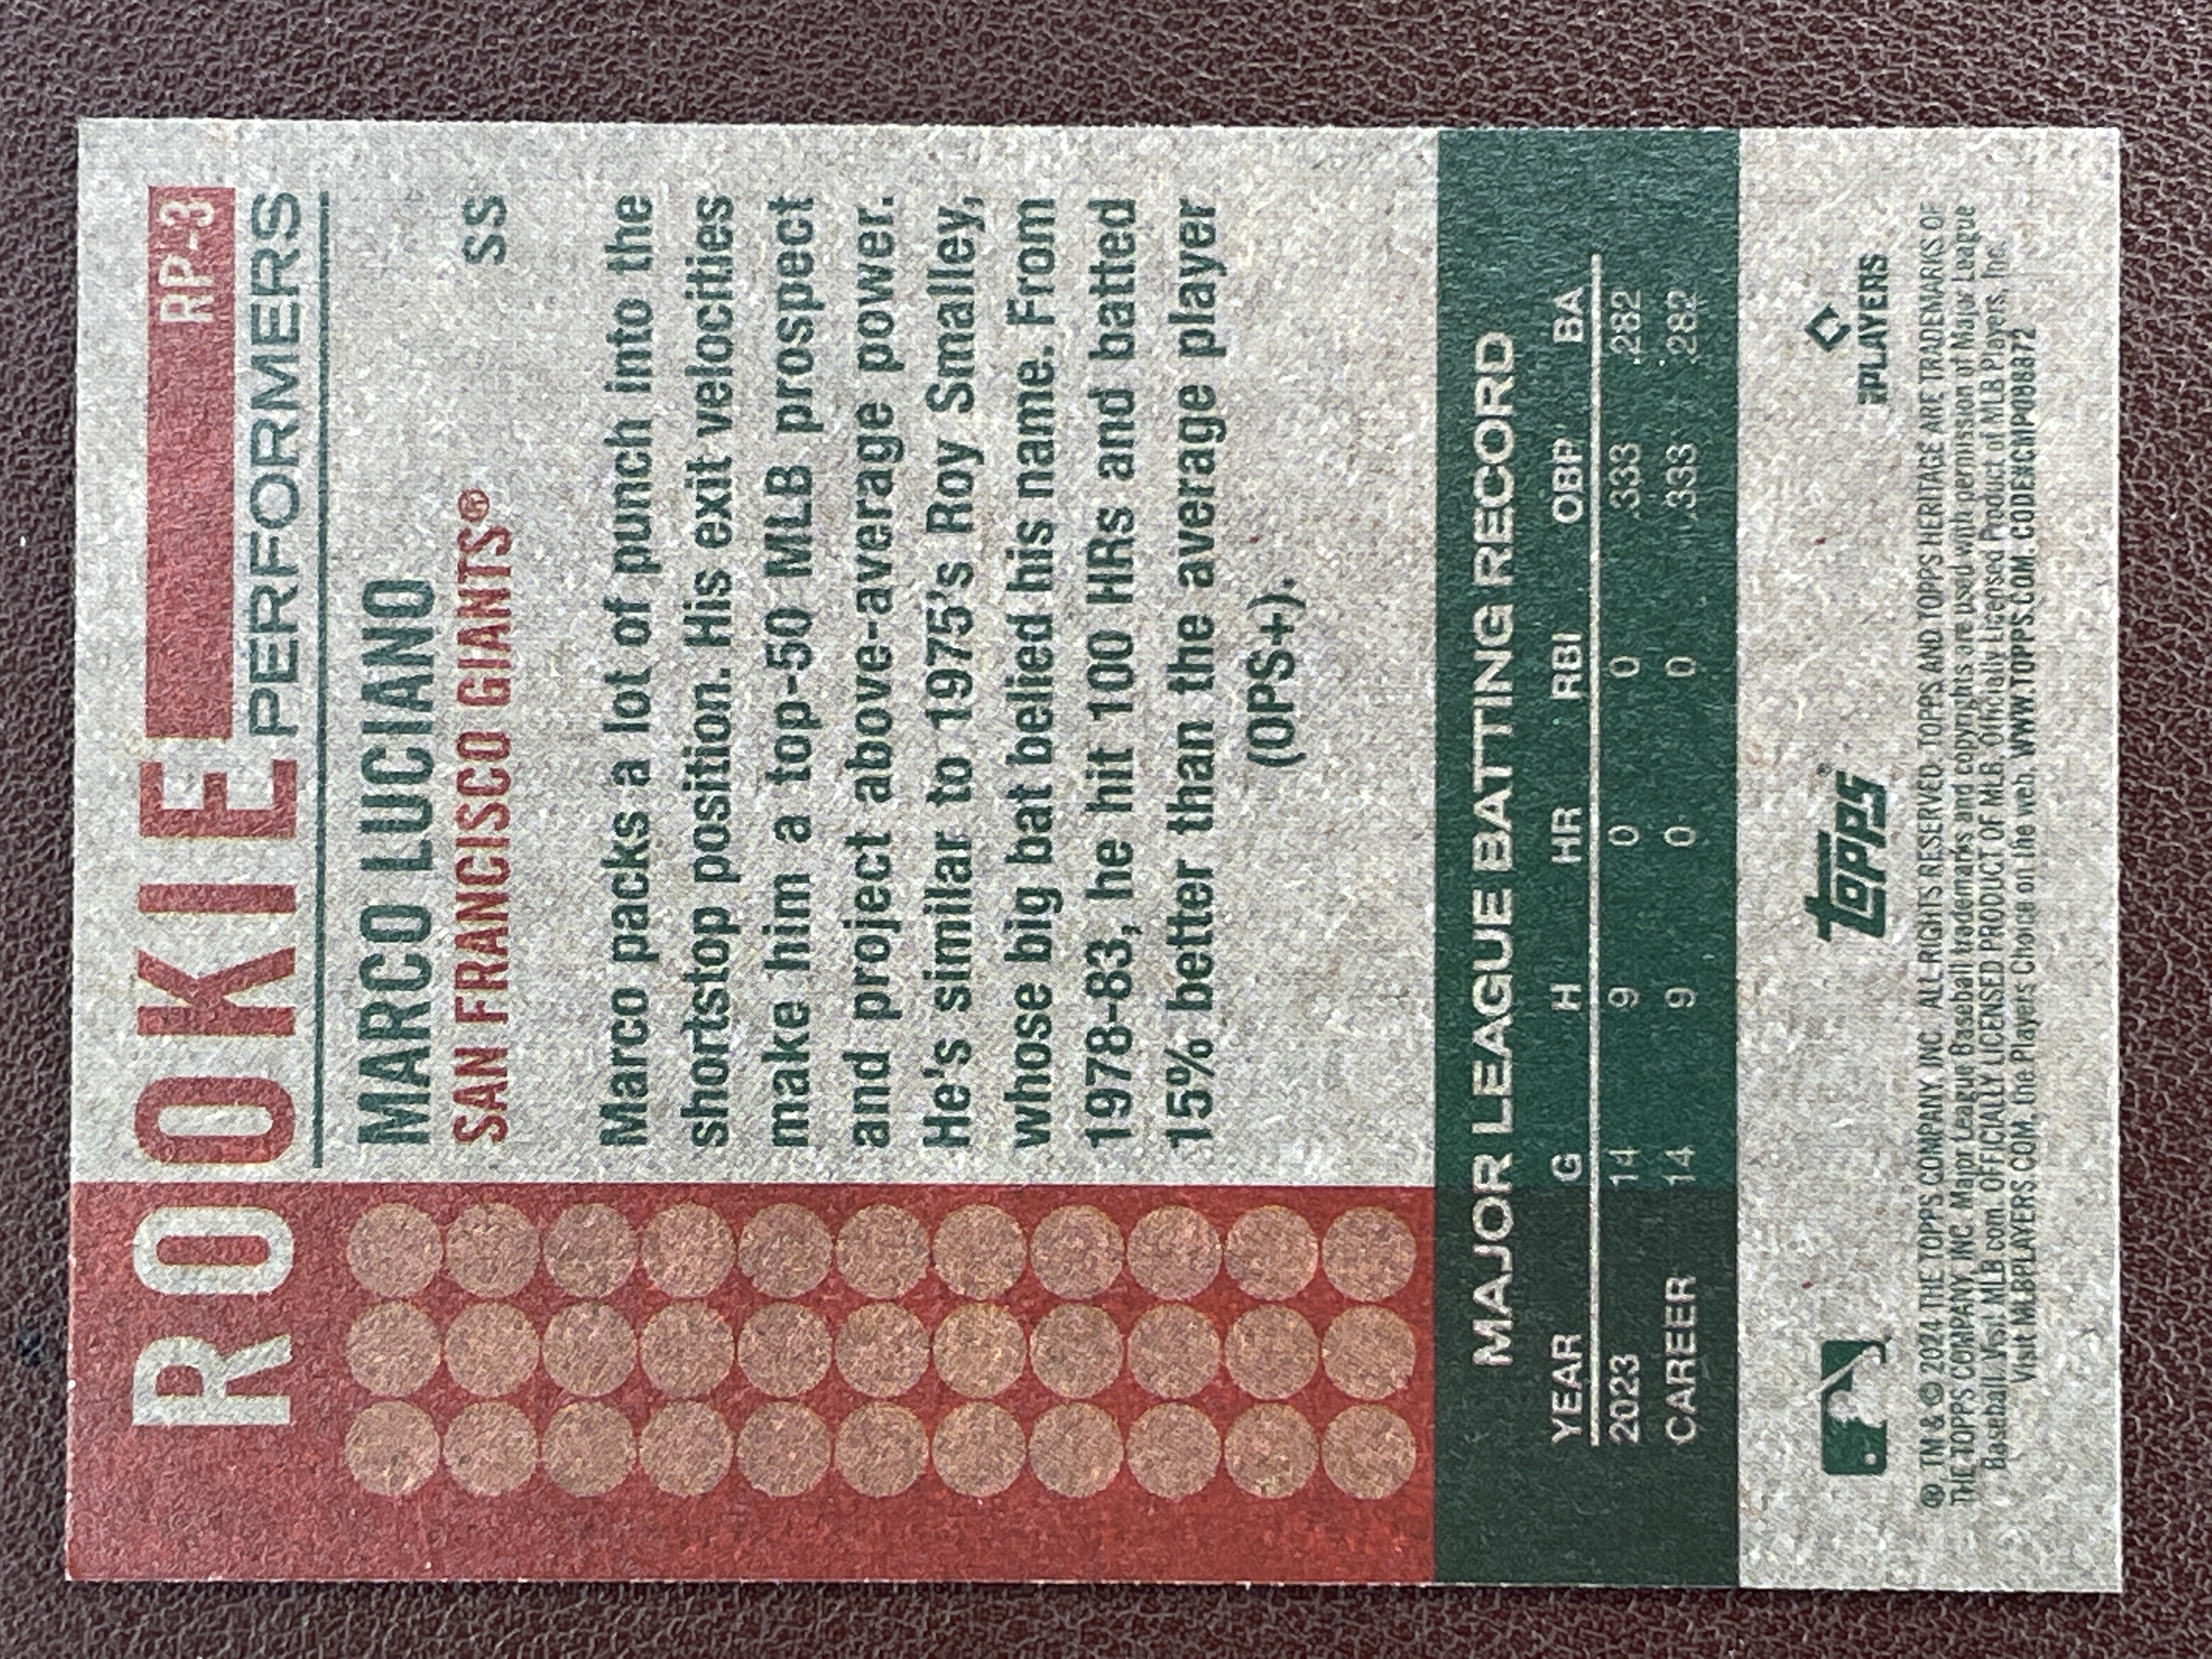 ROOKIE RP-3
PERFORMERS
MARCO LUCIANO
SAN FRANCISCO GIANTS® SS
Marco packs a lot of punch into the
shortstop position. His exit velocities
make him a top-50 MLB prospect
and project above-average power.
He's similar to 1975's Roy Smalley,
whose big bat belied his name. From
1978-83, he hit 100 HRs and batted
15% better than the average player
(OPS+).
MAJOR LEAGUE BATTING RECORD
YEAR G H HR RBI OBP BA
2023 14 9 0 0 .333 .282
CAREER 14 9 0 0 .333 .282
topps® PLAYERS
® TM & © 2024 THE TOPPS COMPANY, INC. ALL RIGHTS RESERVED. TOPPS AND TOPPS HERITAGE ARE TRADEMARKS OF
THE TOPPS COMPANY, INC. Major League Baseball trademarks and copyrights are used with permission of Major League
Baseball. Visit MLB.com. OFFICIALLY LICENSED PRODUCT OF MLB. Officially Licensed Product of MLB Players, Inc.
Visit MLBPLAYERS.COM, the Players Choice on the web. WWW.TOPPS.COM. CODE#CMP096872